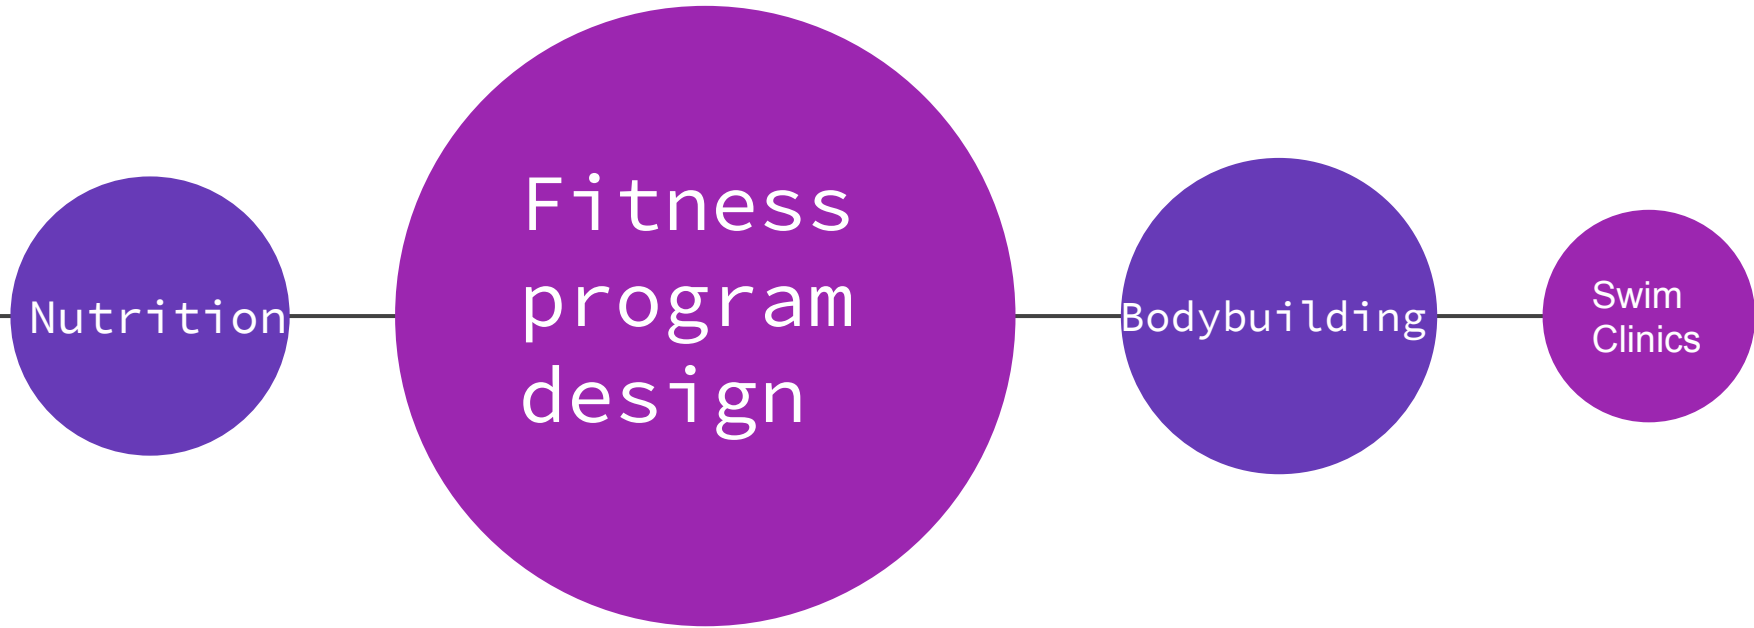 Nutrition
Fitness
program
design
Bodybuilding
Swim
Clinics